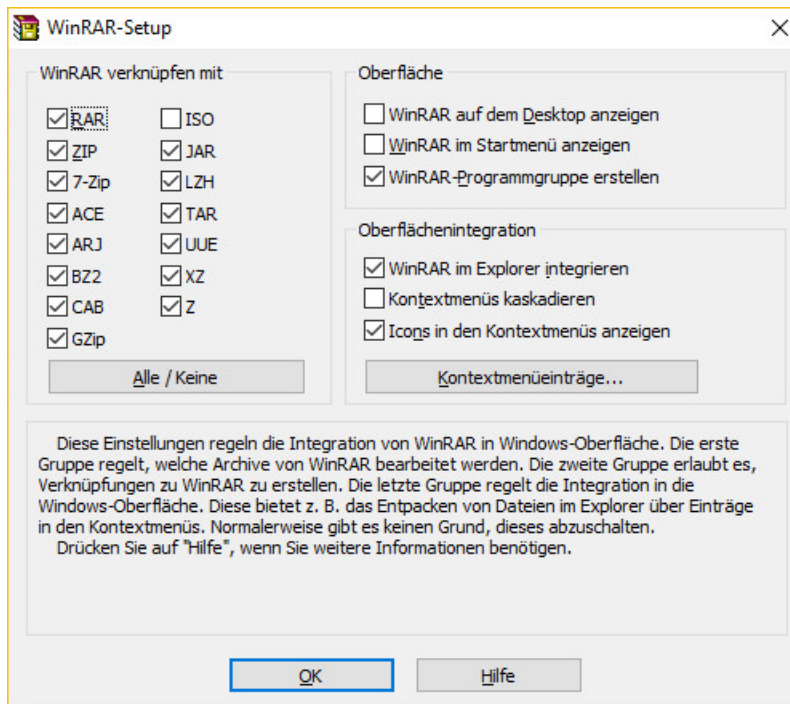 WinRAR-Setup
WinRAR verknüpfen mit
RAR
ZIP
7-Zip
ACE
ARJ
BZ2
CAB
GZip
ISO
JAR
LZH
TAR
UUE
XZ
Z
Alle / Keine
Oberfläche
WinRAR auf dem Desktop anzeigen
WinRAR im Startmenü anzeigen
WinRAR-Programmgruppe erstellen
Oberflächenintegration
WinRAR im Explorer integrieren
Kontextmenüs kaskadieren
Icons in den Kontextmenüs anzeigen
Kontextmenüeinträge...
Diese Einstellungen regeln die Integration von WinRAR in Windows-Oberfläche. Die erste
Gruppe regelt, welche Archive von WinRAR bearbeitet werden. Die zweite Gruppe erlaubt es,
Verknüpfungen zu WinRAR zu erstellen. Die letzte Gruppe regelt die Integration in die
Windows-Oberfläche. Diese bietet z. B. das Entpacken von Dateien im Explorer über Einträge
in den Kontextmenüs. Normalerweise gibt es keinen Grund, dieses abzuschalten.
Drücken Sie auf "Hilfe", wenn Sie weitere Informationen benötigen.
OK
Hilfe